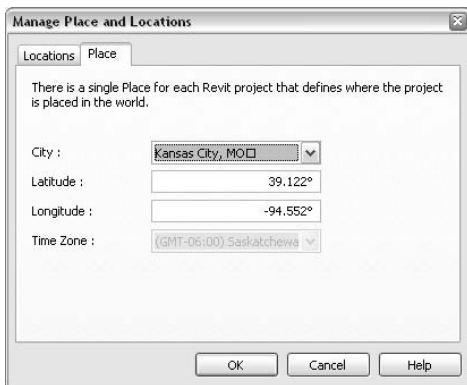 Manage Place and Locations
Locations Place
There is a single Place for each Revit project that defines where the project
is placed in the world.
City : Kansas City, MO□
Latitude : 39.122°
Longitude : -94.552°
Time Zone : (GMT-06:00) Saskatchewa
OK Cancel Help